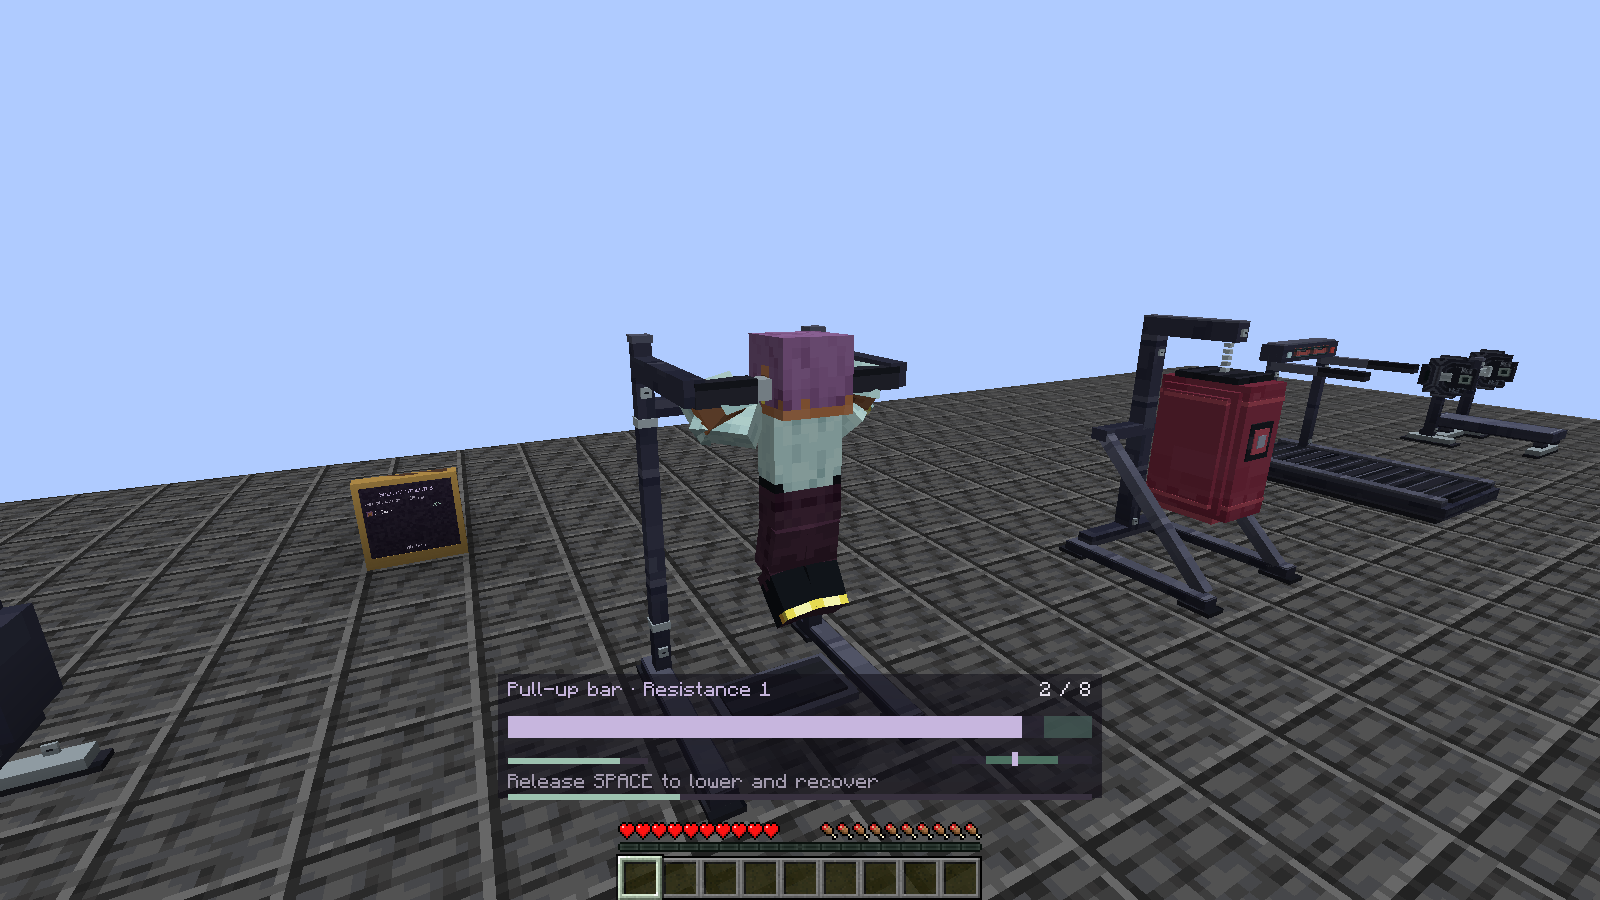 Pull-up bar · Resistance 1
2 / 8
Release SPACE to lower and recover